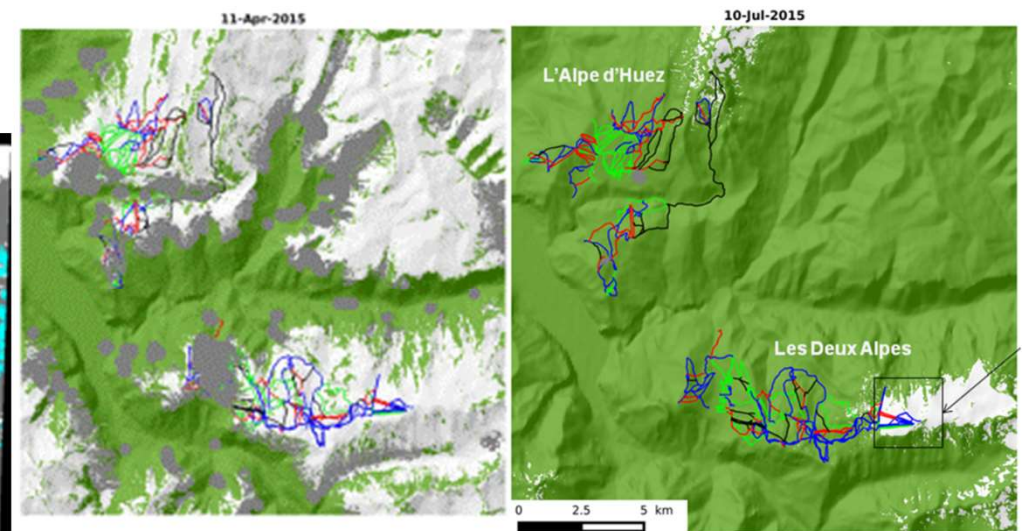 11-Apr-2015
10-Jul-2015
L'Alpe d'Huez
Les Deux Alpes
0 2.5 5 km